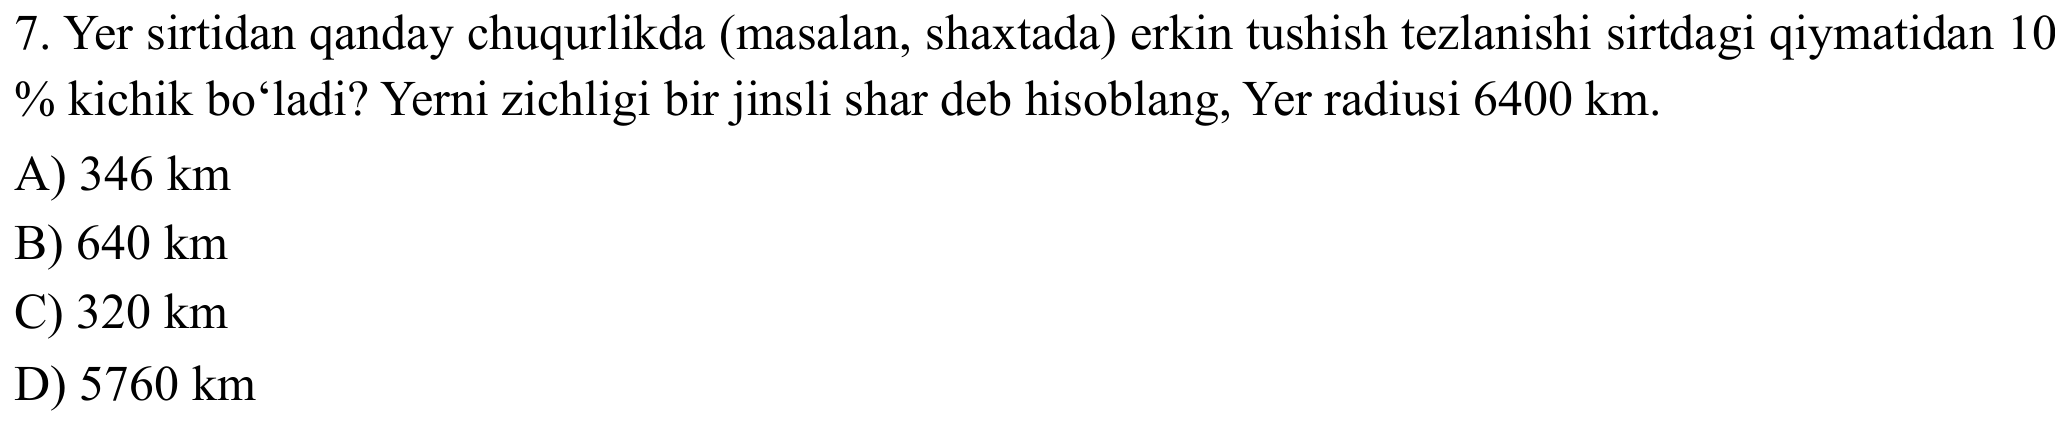 7. Yer sirtidan qanday chuqurlikda (masalan, shaxtada) erkin tushish tezlanishi sirtdagi qiymatidan 10
% kichik bo‘ladi? Yerni zichligi bir jinsli shar deb hisoblang, Yer radiusi 6400 km.
A) 346 km
B) 640 km
C) 320 km
D) 5760 km